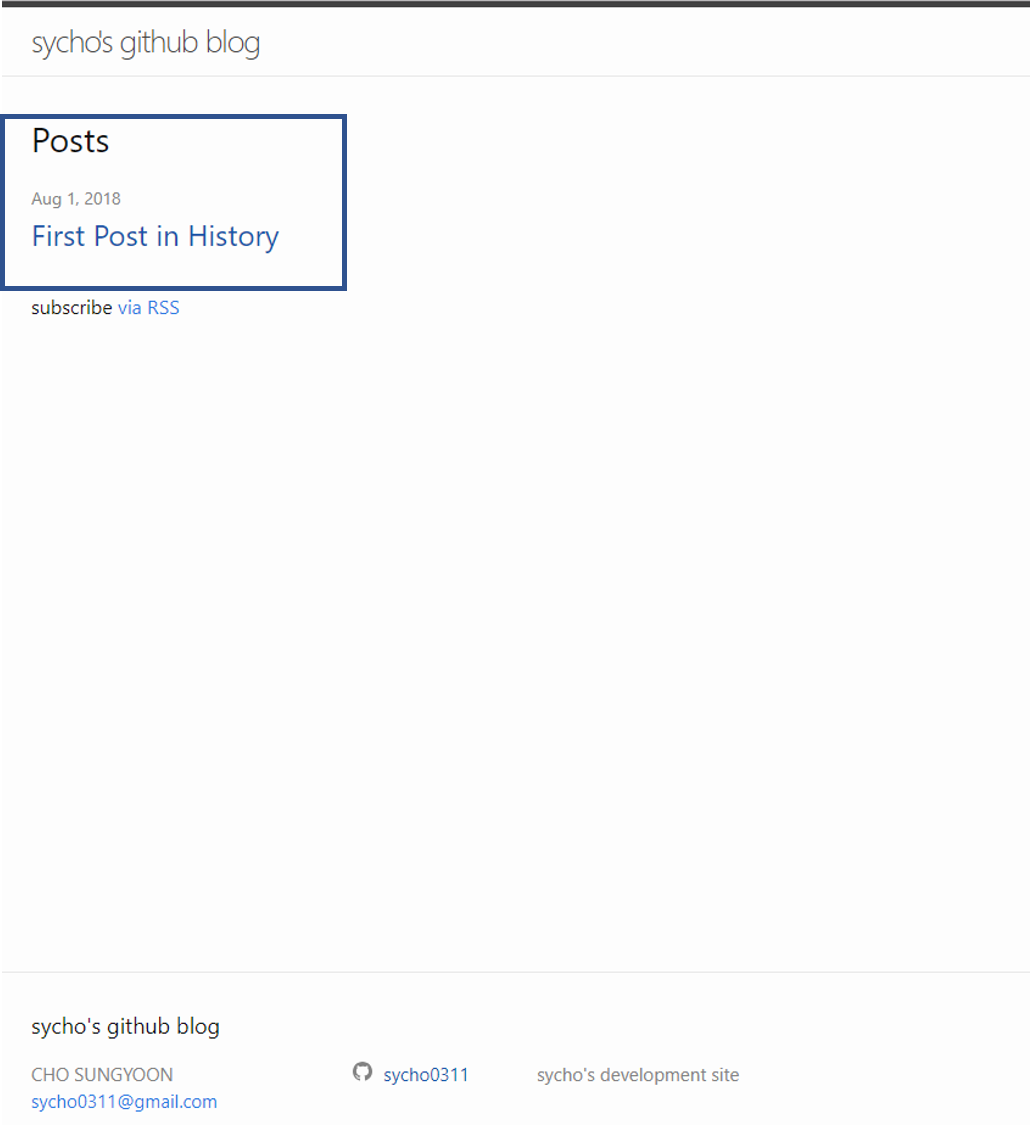 sycho's github blog
Posts
Aug 1, 2018
First Post in History
subscribe via RSS
sycho's github blog
CHO SUNGYOON
sycho0311@gmail.com
sycho0311
sycho's development site